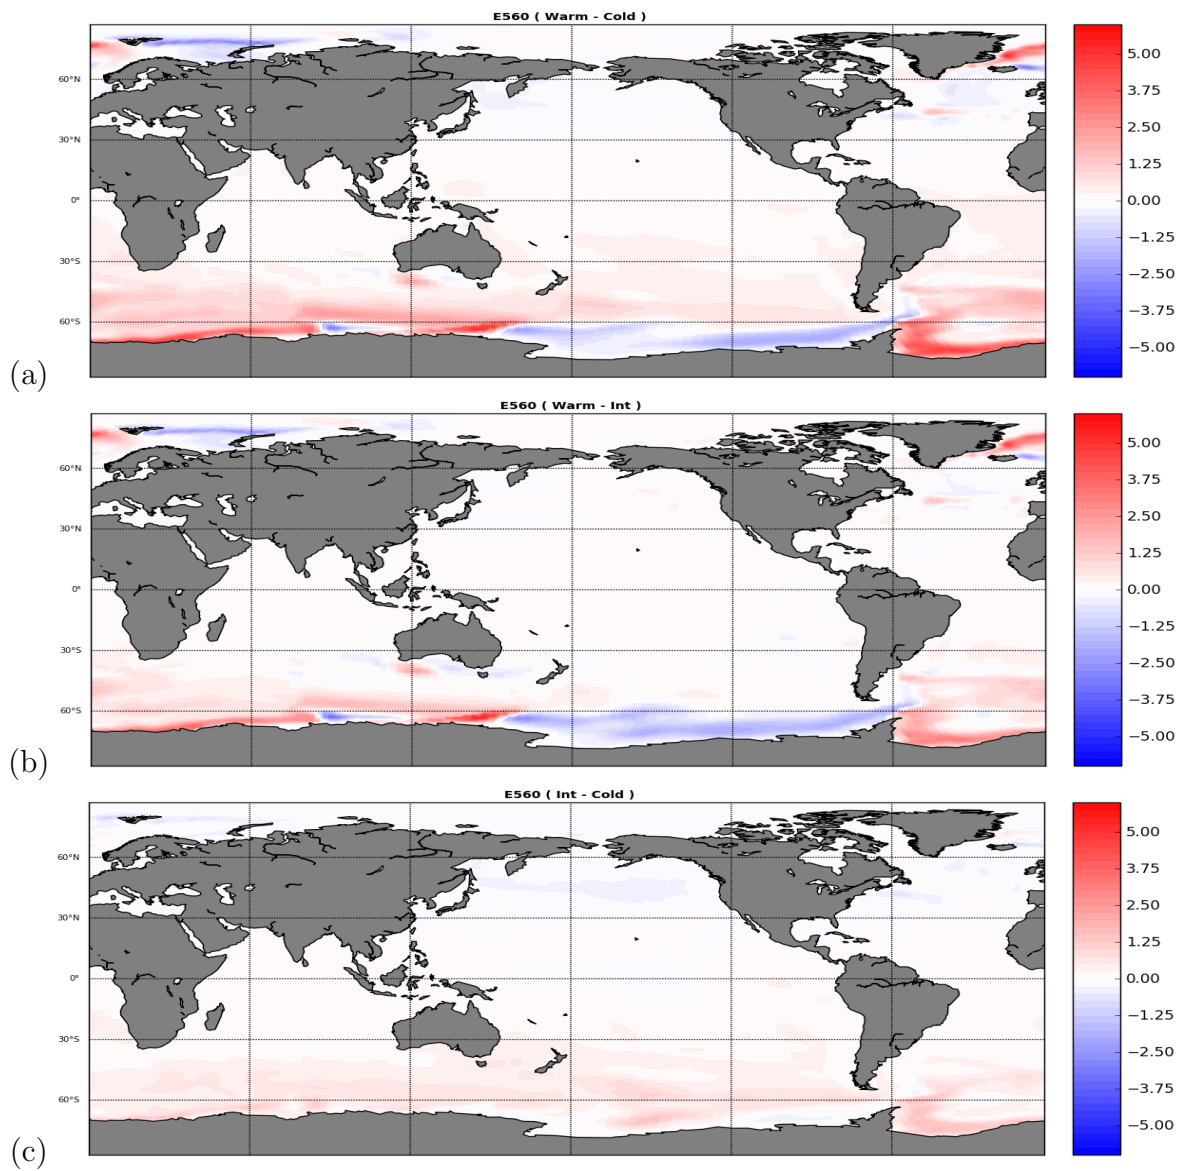 E560 ( Warm - Cold )
60°N
30°N
0°
30°S
60°S
5.00
3.75
2.50
1.25
0.00
−1.25
−2.50
−3.75
−5.00
(a)
E560 ( Warm - Int )
60°N
30°N
0°
30°S
60°S
5.00
3.75
2.50
1.25
0.00
−1.25
−2.50
−3.75
−5.00
(b)
E560 ( Int - Cold )
60°N
30°N
0°
30°S
60°S
5.00
3.75
2.50
1.25
0.00
−1.25
−2.50
−3.75
−5.00
(c)